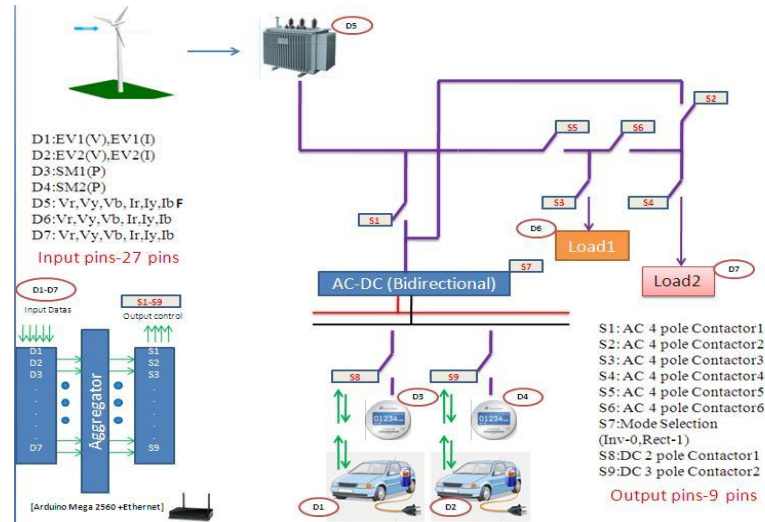 D5
S2
S5
S6
D1:EV1(V),EV1(I)
D2:EV2(V),EV2(I)
D3:SM1(P)
D4:SM2(P)
D5: Vr,Vy,Vb, Ir,Iy,IbF
D6:Vr,Vy,Vb, Ir,Iy,Ib
D7:Vr,Vy,Vb, Ir,Iy,Ib
Input pins-27 pins
S1
S3
S4
D6
Load1
S7
AC-DC (Bidirectional)
D7
Load2
D1-D7
Input Datas
S1-S9
Output control
D1
D2
D3
D7
Aggregator
S1
S2
S3
S9
[Arduino Mega 2560 +Ethernet]
S8
S9
D3
D4
01234
01234
D1
D2
S1: AC 4 pole Contactor1
S2: AC 4 pole Contactor2
S3: AC 4 pole Contactor3
S4: AC 4 pole Contactor4
S5: AC 4 pole Contactor5
S6: AC 4 pole Contactor6
S7:Mode Selection
(Inv-0,Rect-1)
S8:DC 2 pole Contactor1
S9:DC 3 pole Contactor2
Output pins-9 pins